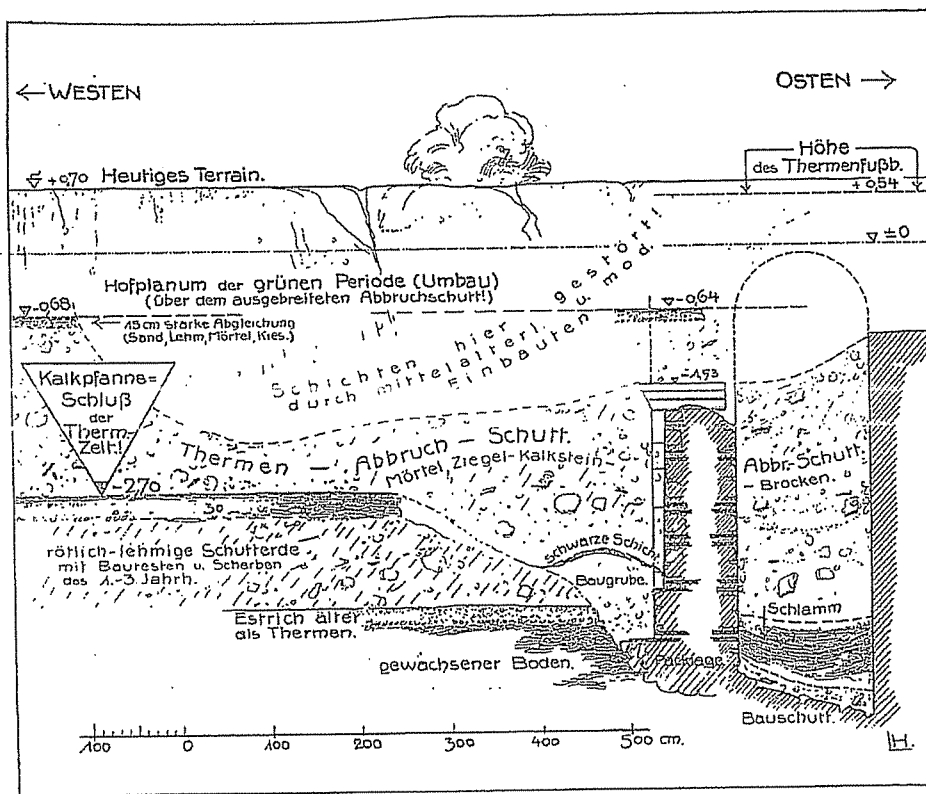 ← WESTEN
OSTEN →
+0,70 Heutiges Terrain.
Höhe
des Thermenfußb.
+0,54
±0
Hofplanum der grünen Periode (Umbau)
(über dem ausgebreiteten Abbruchschutt!)
-0,68
-0,64
15 cm starke Abgleichung
(Sand, Lehm, Mörtel, Kies.)
Schichten hier gestört!
durch mittelalterl. u. mod.
Einbauten
-1,93
Kalkpfanne=
Schluß
der
Therm-
Zeit!
-2,70
30
Thermen - Abbruch - Schutt.
Mörtel, Ziegel-Kalkstein
Abbr.-Schutt
- Brocken.
schwarze Schicht
Baugrube.
rötlich-lehmige Schutterde
mit Bauresten u. Scherben
des 1.-3. Jahrh.
Schlamm
Estrich älter
als Thermen.
gewachsener Boden.
Packlage
Bauschutt.
100 0 100 200 300 400 500 cm.
H.